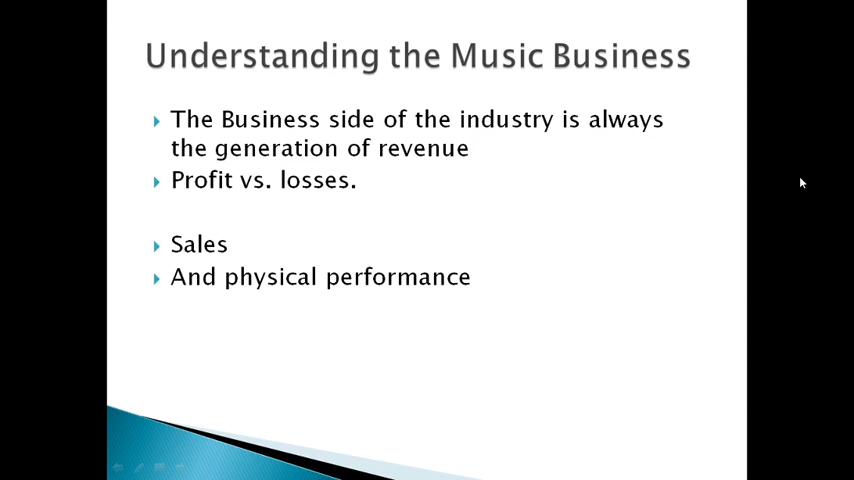 Understanding the Music Business
The Business side of the industry is always
the generation of revenue
Profit vs. losses.
Sales
And physical performance